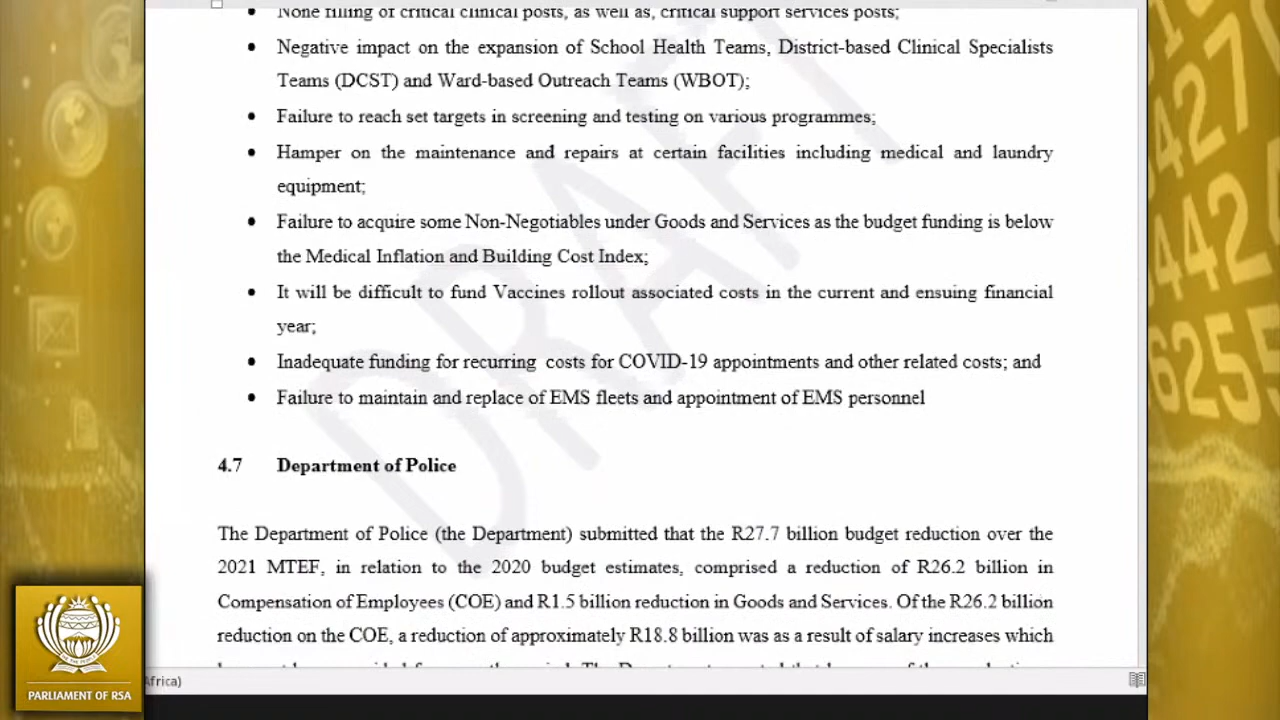 None filling of critical clinical posts, as well as, critical support services posts;
• Negative impact on the expansion of School Health Teams, District-based Clinical Specialists
Teams (DCST) and Ward-based Outreach Teams (WBOT);
• Failure to reach set targets in screening and testing on various programmes;
• Hamper on the maintenance and repairs at certain facilities including medical and laundry
equipment;
• Failure to acquire some Non-Negotiables under Goods and Services as the budget funding is below
the Medical Inflation and Building Cost Index;
• It will be difficult to fund Vaccines rollout associated costs in the current and ensuing financial
year;
• Inadequate funding for recurring costs for COVID-19 appointments and other related costs; and
• Failure to maintain and replace of EMS fleets and appointment of EMS personnel
4.7 Department of Police
The Department of Police (the Department) submitted that the R27.7 billion budget reduction over the
2021 MTEF, in relation to the 2020 budget estimates, comprised a reduction of R26.2 billion in
Compensation of Employees (COE) and R1.5 billion reduction in Goods and Services. Of the R26.2 billion
reduction on the COE, a reduction of approximately R18.8 billion was as a result of salary increases which
DRAFT
Africa)
PARLIAMENT OF RSA
427
442
6255